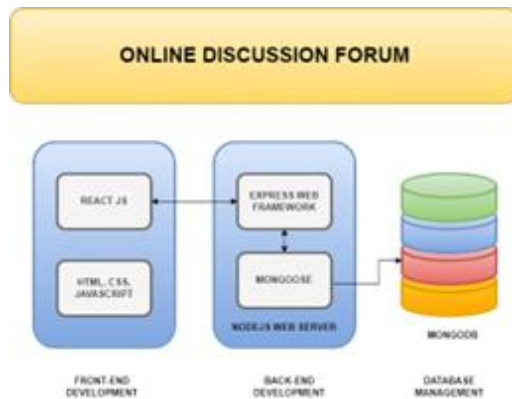 ONLINE DISCUSSION FORUM
REACT JS
HTML, CSS,
JAVASCRIPT
EXPRESS WEB
FRAMEWORK
MONGOOSE
NODEJS WEB SERVER
MONGODB
FRONT-END
DEVELOPMENT
BACK-END
DEVELOPMENT
DATABASE
MANAGEMENT